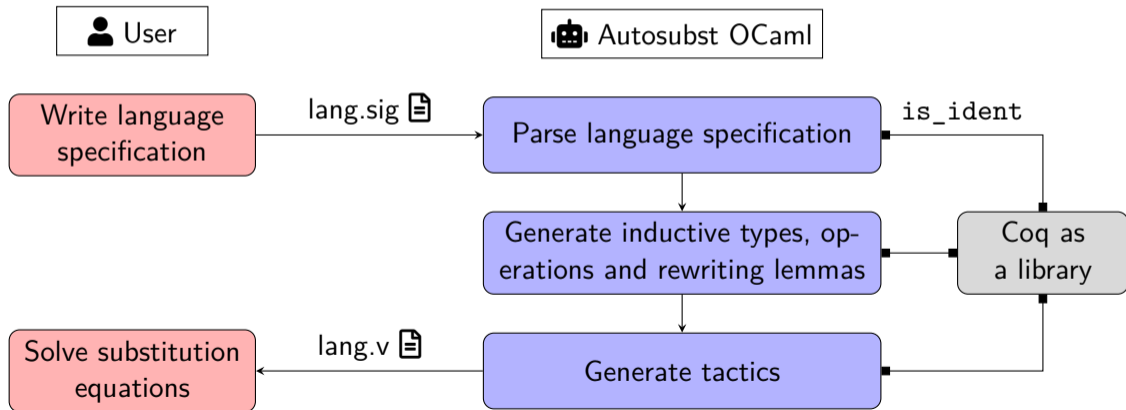 User
Autosubst OCaml
Write language
specification
lang.sig
Parse language specification
is_ident
Generate inductive types, op-
erations and rewriting lemmas
Coq as
a library
Solve substitution
equations
lang.v
Generate tactics